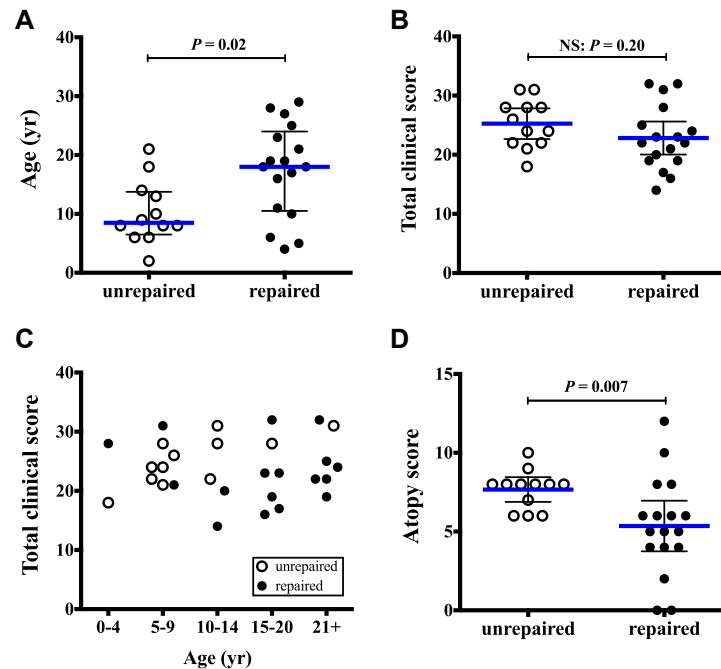 A
P = 0.02
Age (yr)
40
30
20
10
0
unrepaired
repaired
B
NS: P = 0.20
Total clinical score
40
30
20
10
0
unrepaired
repaired
C
Total clinical score
40
30
20
10
0
unrepaired
repaired
0-4
5-9
10-14
15-20
21+
Age (yr)
D
P = 0.007
Atopy score
15
10
5
0
unrepaired
repaired